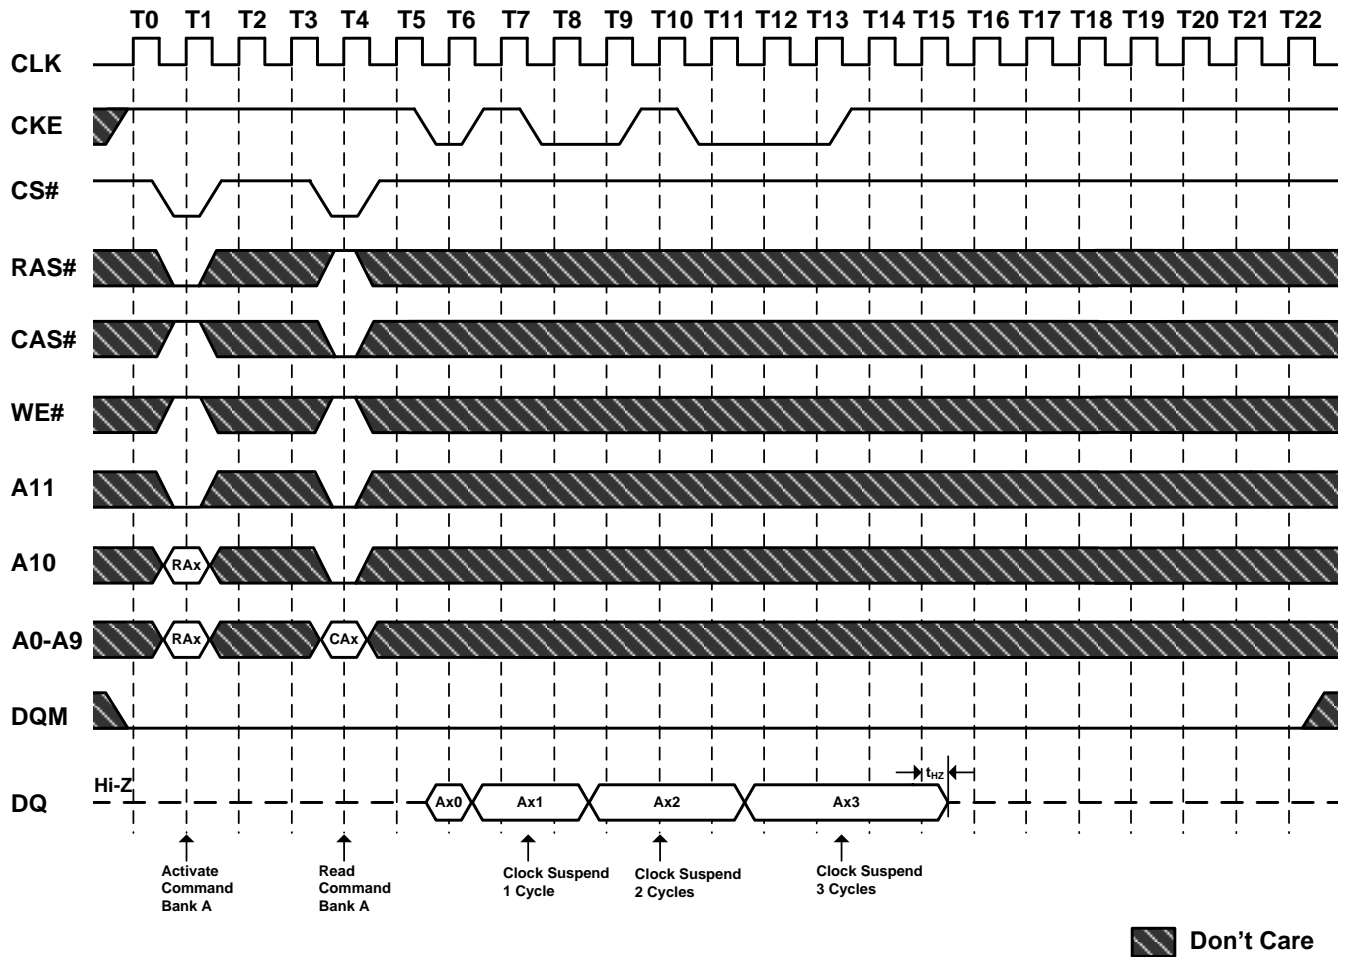 T0 T1 T2 T3 T4 T5 T6 T7 T8 T9 T10 T11 T12 T13 T14 T15 T16 T17 T18 T19 T20 T21 T22
CLK
CKE
CS#
RAS#
CAS#
WE#
A11
A10 RAx
A0-A9 RAx CAx
DQM
Hi-Z tHZ
DQ Ax0 Ax1 Ax2 Ax3
Activate
Command
Bank A
Read
Command
Bank A
Clock Suspend
1 Cycle
Clock Suspend
2 Cycles
Clock Suspend
3 Cycles
Don't Care